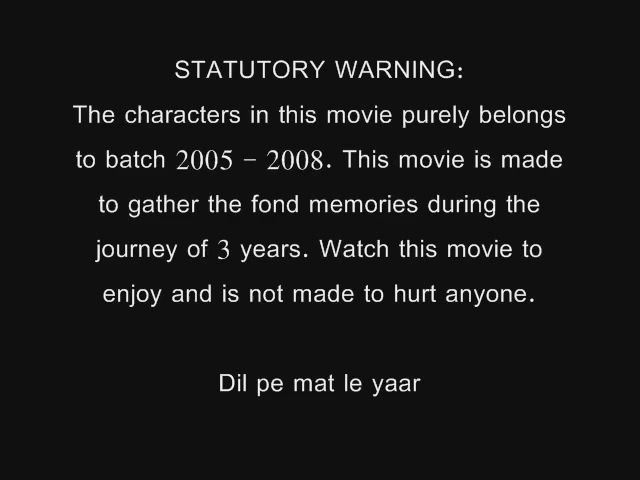 STATUTORY WARNING:
The characters in this movie purely belongs
to batch 2005 - 2008. This movie is made
to gather the fond memories during the
journey of 3 years. Watch this movie to
enjoy and is not made to hurt anyone.
Dil pe mat le yaar